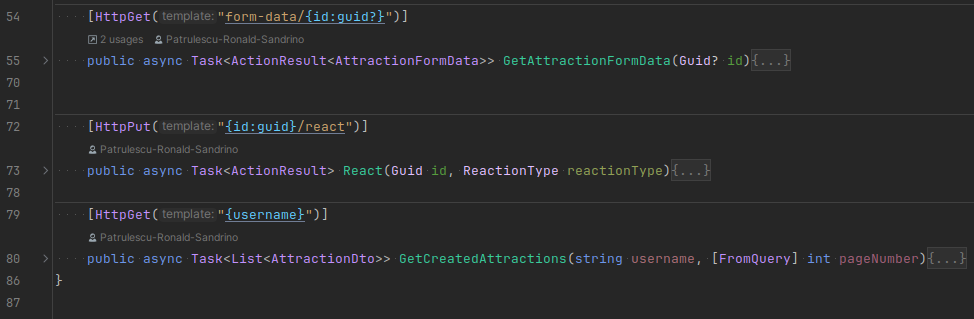 54 [HttpGet(template:"form-data/{id:guid?}")]
2 usages Patrulescu-Ronald-Sandrino
55 public async Task<ActionResult<AttractionFormData>> GetAttractionFormData(Guid? id){...}
70
71
72 [HttpPut(template:"{id:guid}/react")]
Patrulescu-Ronald-Sandrino
73 public async Task<ActionResult> React(Guid id, ReactionType reactionType){...}
78
79 [HttpGet(template:"{username}")]
Patrulescu-Ronald-Sandrino
80 public async Task<List<AttractionDto>> GetCreatedAttractions(string username, [FromQuery] int pageNumber){...}
86 }
87